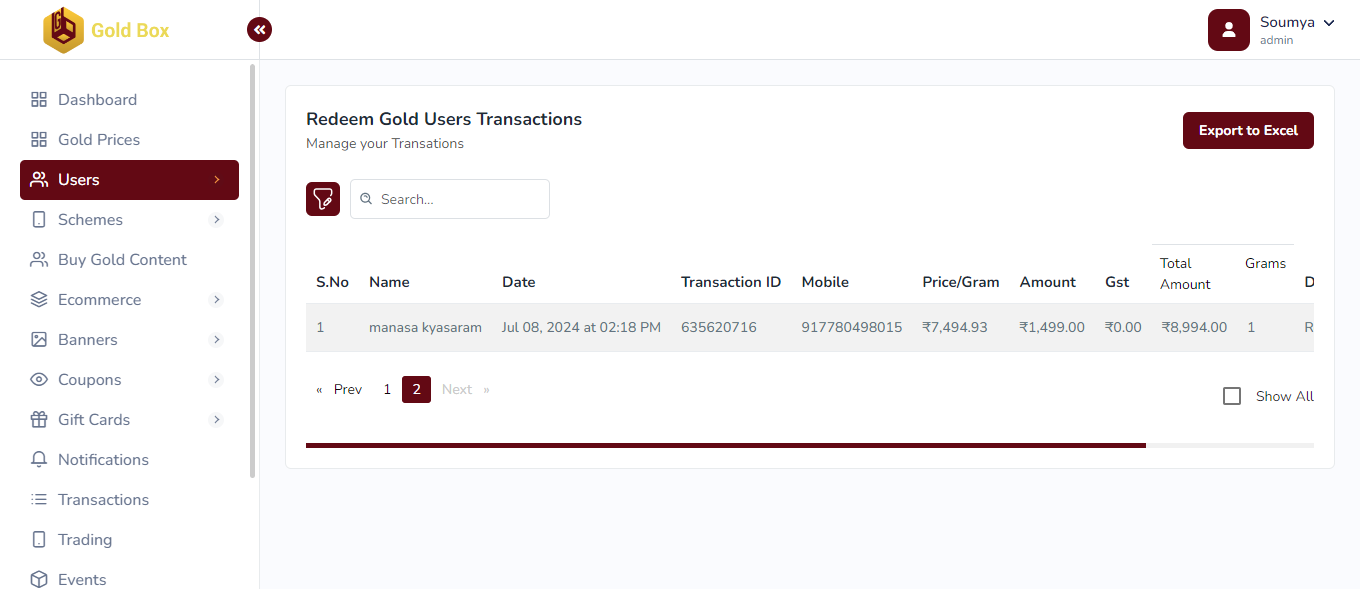 Gold Box
Soumya
admin
Dashboard
Gold Prices
Users
Schemes
Buy Gold Content
Ecommerce
Banners
Coupons
Gift Cards
Notifications
Transactions
Trading
Events
Redeem Gold Users Transactions
Manage your Transations
Export to Excel
Search...
S.No Name Date Transaction ID Mobile Price/Gram Amount Gst Total Amount Grams D
1 manasa kyasaram Jul 08, 2024 at 02:18 PM 635620716 917780498015 ₹7,494.93 ₹1,499.00 ₹0.00 ₹8,994.00 1 R
« Prev 1 2 Next »
Show All